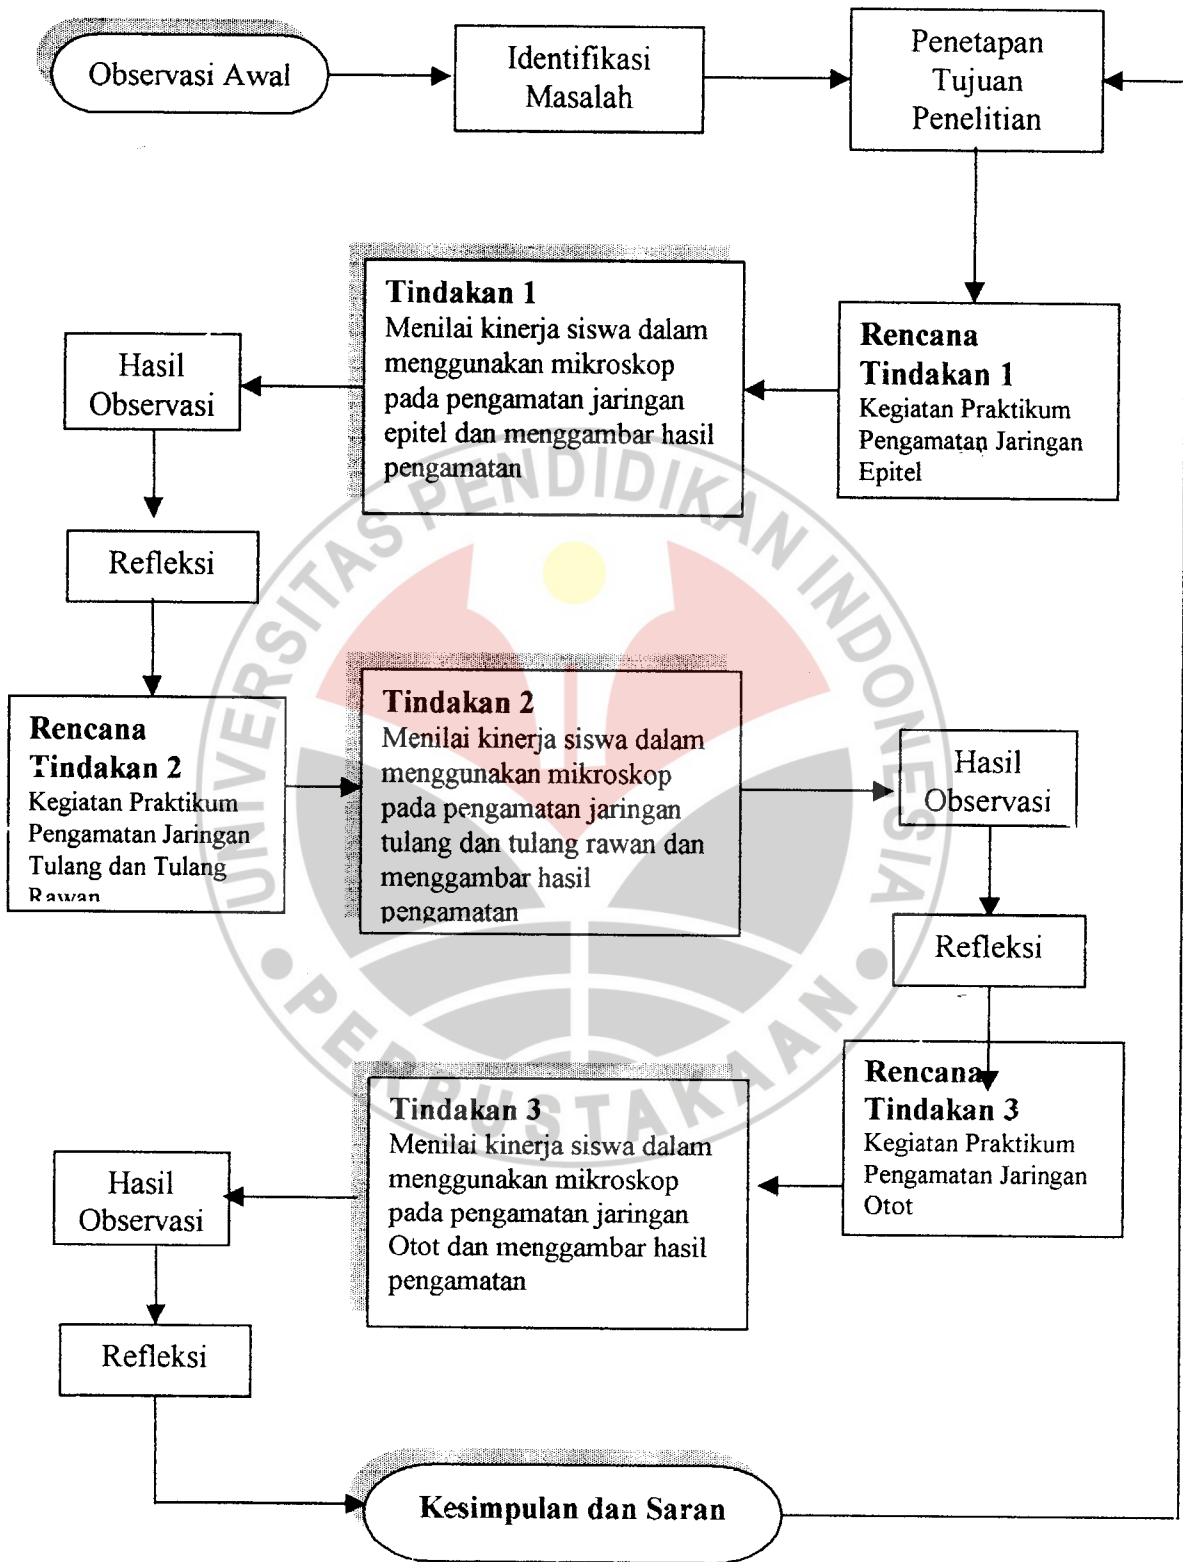 Observasi Awal
Identifikasi
Masalah
Penetapan
Tujuan
Penelitian
Rencana
Tindakan 1
Kegiatan Praktikum
Pengamatan Jaringan
Epitel
Tindakan 1
Menilai kinerja siswa dalam
menggunakan mikroskop
pada pengamatan jaringan
epitel dan menggambar hasil
pengamatan
Hasil
Observasi
Refleksi
Rencana
Tindakan 2
Kegiatan Praktikum
Pengamatan Jaringan
Tulang dan Tulang
Rawan
Tindakan 2
Menilai kinerja siswa dalam
menggunakan mikroskop
pada pengamatan jaringan
tulang dan tulang rawan dan
menggambar hasil
pengamatan
Hasil
Observasi
Refleksi
Rencana
Tindakan 3
Kegiatan Praktikum
Pengamatan Jaringan
Otot
Tindakan 3
Menilai kinerja siswa dalam
menggunakan mikroskop
pada pengamatan jaringan
Otot dan menggambar hasil
pengamatan
Hasil
Observasi
Refleksi
Kesimpulan dan Saran
UNIVERSITAS PENDIDIKAN INDONESIA
PERPUSTAKAAN